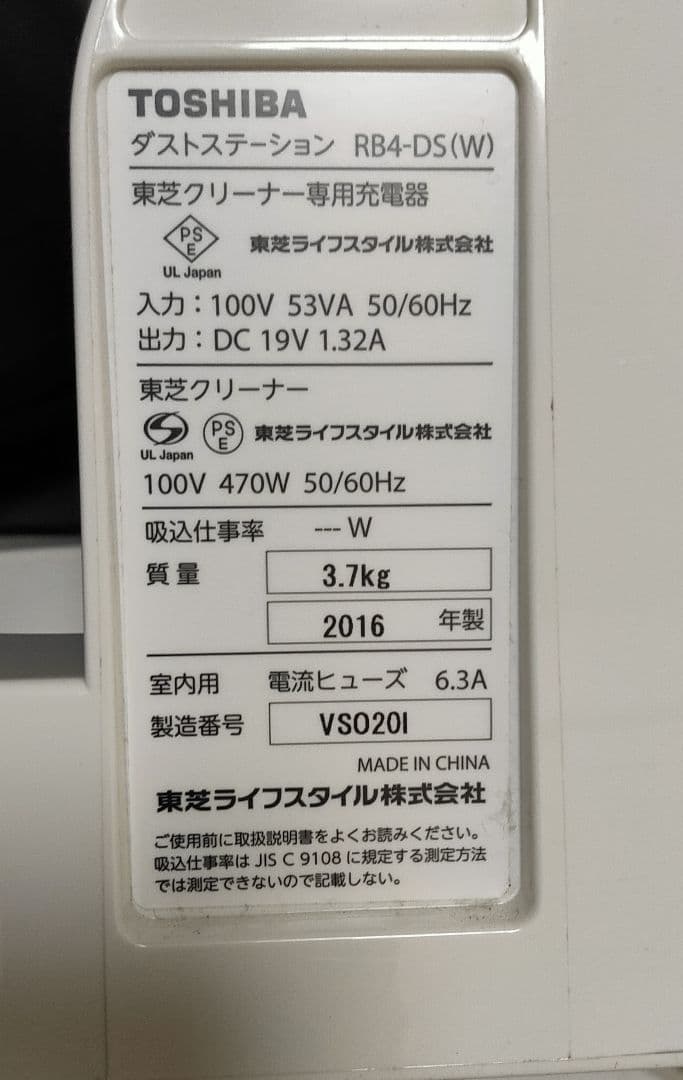 TOSHIBA
ダストステーション RB4-DS(W)
東芝クリーナー専用充電器
PS
E
東芝ライフスタイル株式会社
UL Japan
入力：100V 53VA 50/60Hz
出力：DC 19V 1.32A
東芝クリーナー
PS
E
東芝ライフスタイル株式会社
UL Japan
100V 470W 50/60Hz
吸込仕事率 --- W
質量 3.7kg
2016 年製
室内用 電流ヒューズ 6.3A
製造番号 VS020I
MADE IN CHINA
東芝ライフスタイル株式会社
ご使用前に取扱説明書をよくお読みください。
吸込仕事率は JIS C 9108 に規定する測定方法
では測定できないので記載しない。